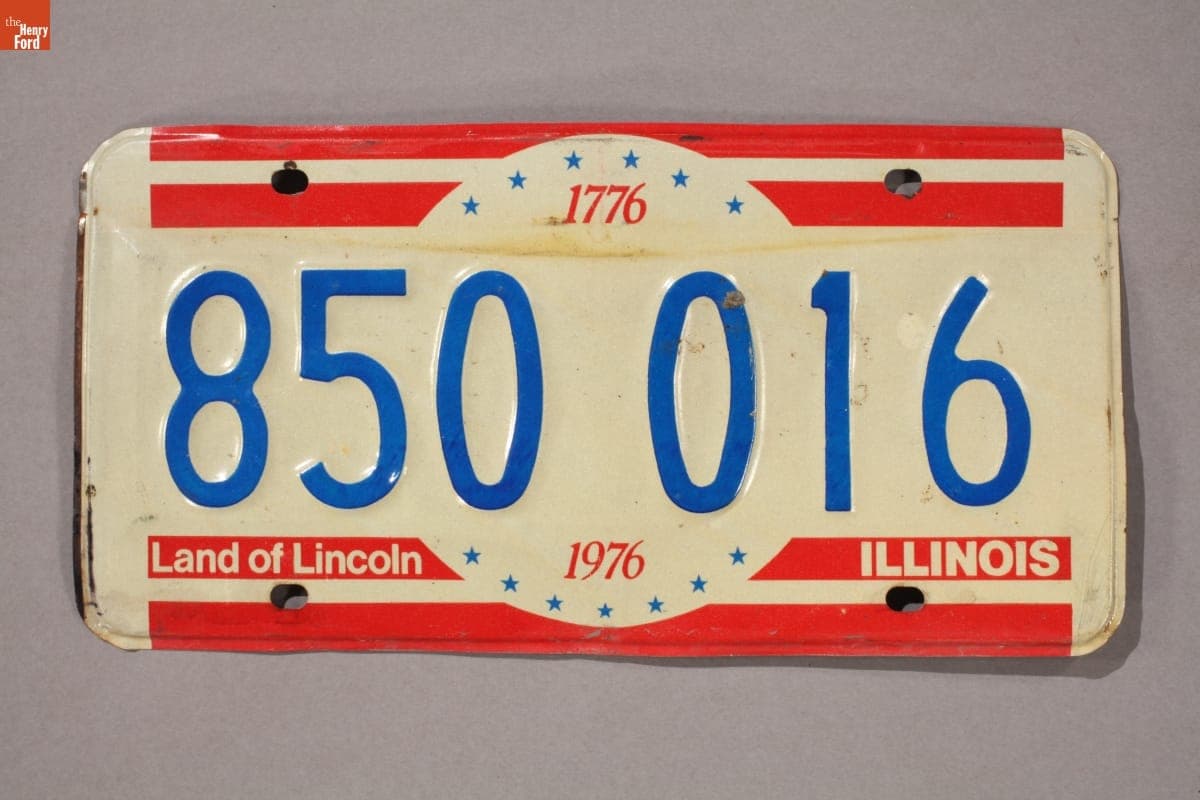 the
Henry
Ford
1776
850 016
1976
Land of Lincoln
ILLINOIS